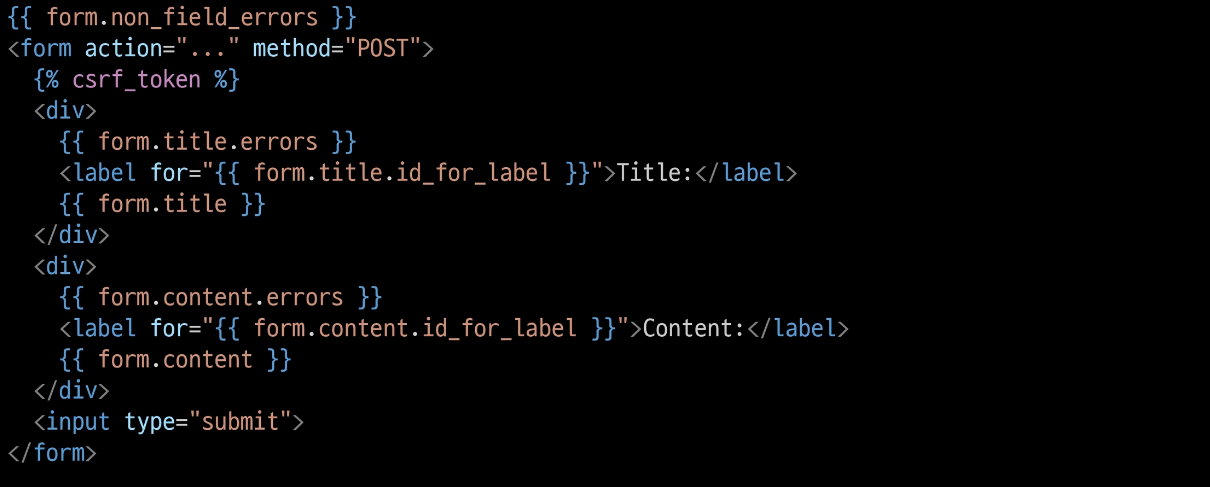 {{ form.non_field_errors }}
<form action="..." method="POST">
  {% csrf_token %}
  <div>
    {{ form.title.errors }}
    <label for="{{ form.title.id_for_label }}">Title:</label>
    {{ form.title }}
  </div>
  <div>
    {{ form.content.errors }}
    <label for="{{ form.content.id_for_label }}">Content:</label>
    {{ form.content }}
  </div>
  <input type="submit">
</form>